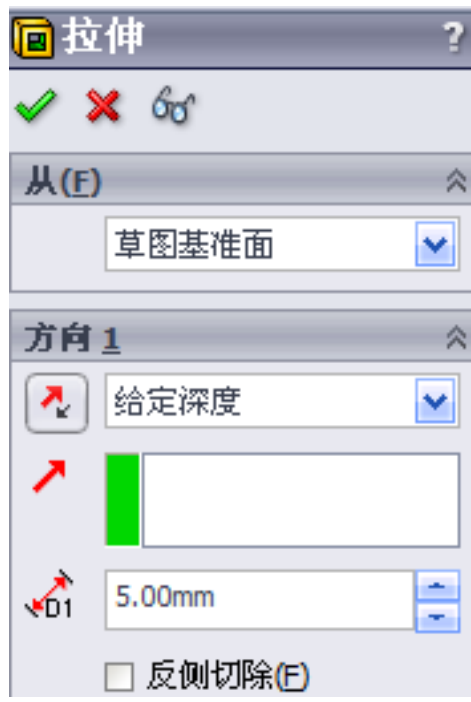 拉伸 ?
从(F)
草图基准面
方向 1
给定深度
D1 5.00mm
反侧切除(F)